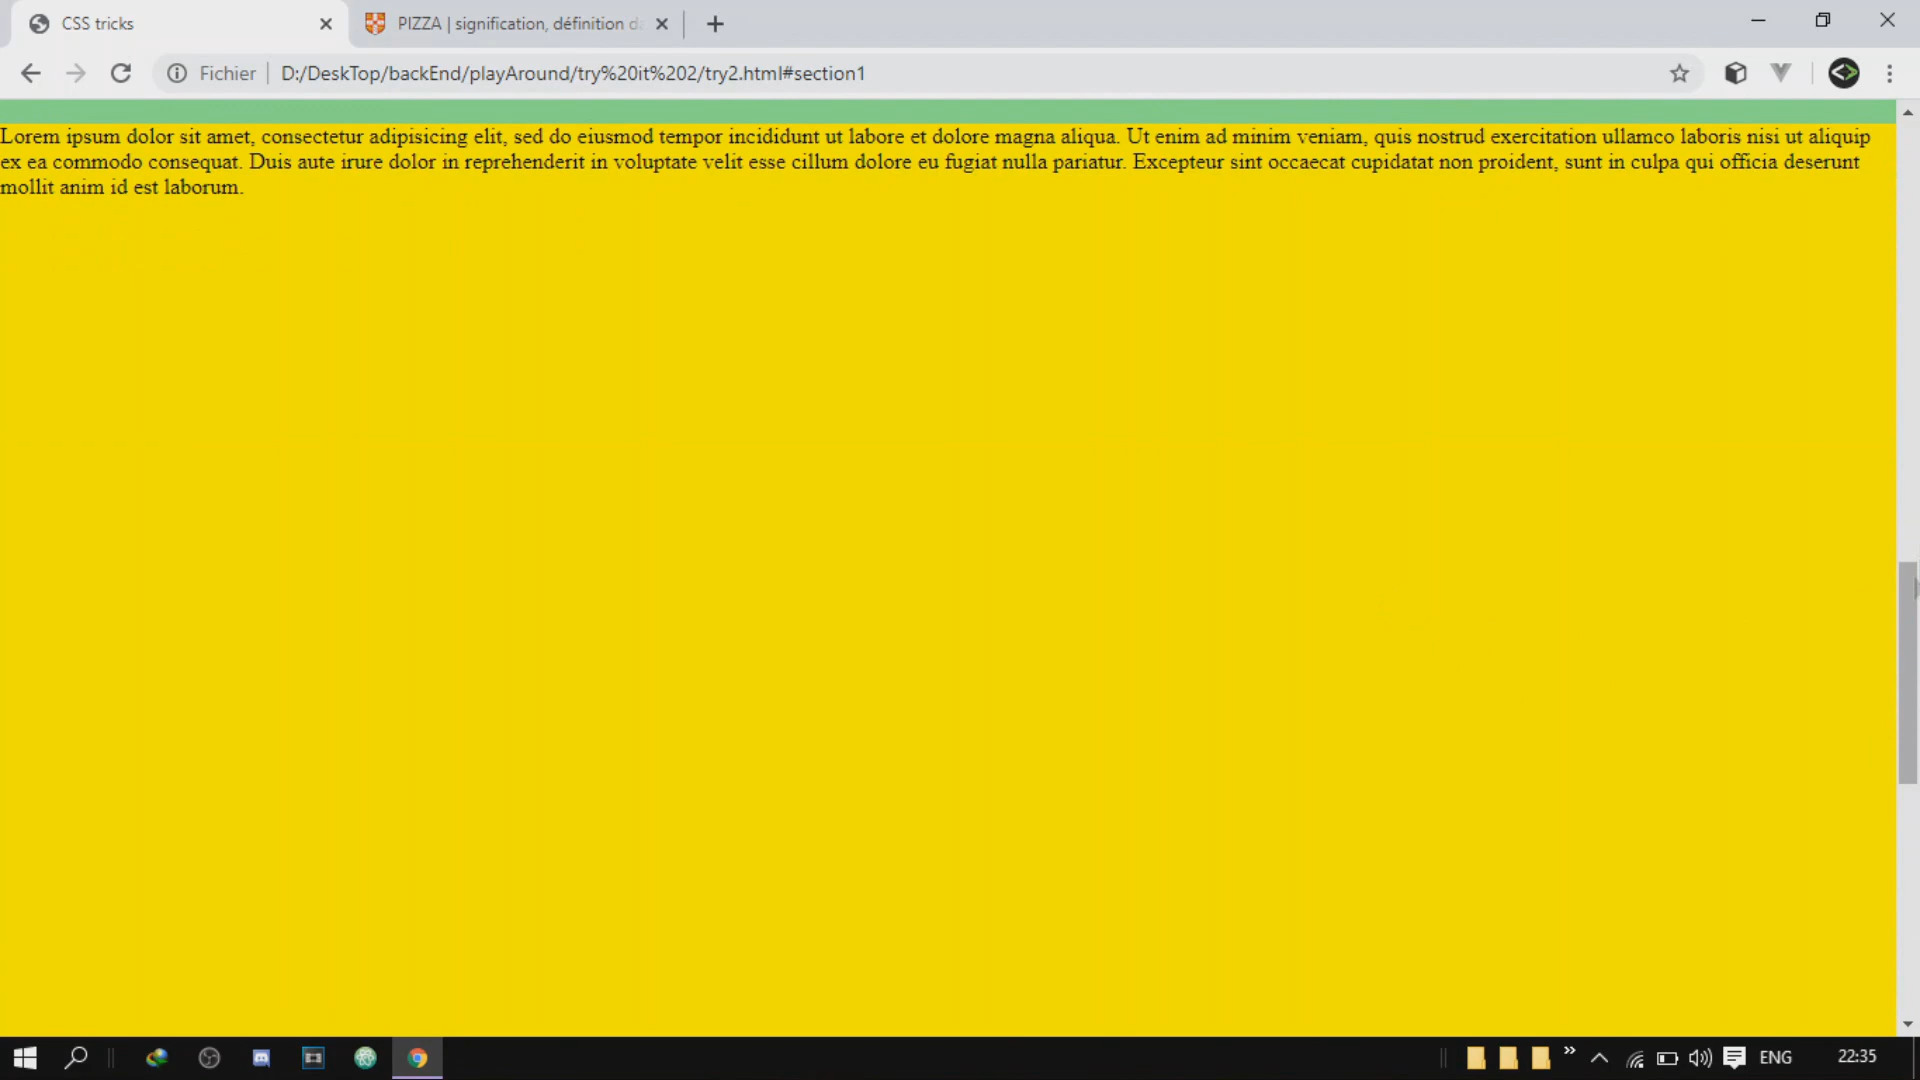 CSS tricks
PIZZA | signification, définition d
Fichier
D:/DeskTop/backEnd/playAround/try%20it%202/try2.html#section1
Lorem ipsum dolor sit amet, consectetur adipisicing elit, sed do eiusmod tempor incididunt ut labore et dolore magna aliqua. Ut enim ad minim veniam, quis nostrud exercitation ullamco laboris nisi ut aliquip
ex ea commodo consequat. Duis aute irure dolor in reprehenderit in voluptate velit esse cillum dolore eu fugiat nulla pariatur. Excepteur sint occaecat cupidatat non proident, sunt in culpa qui officia deserunt
mollit anim id est laborum.
ENG
22:35